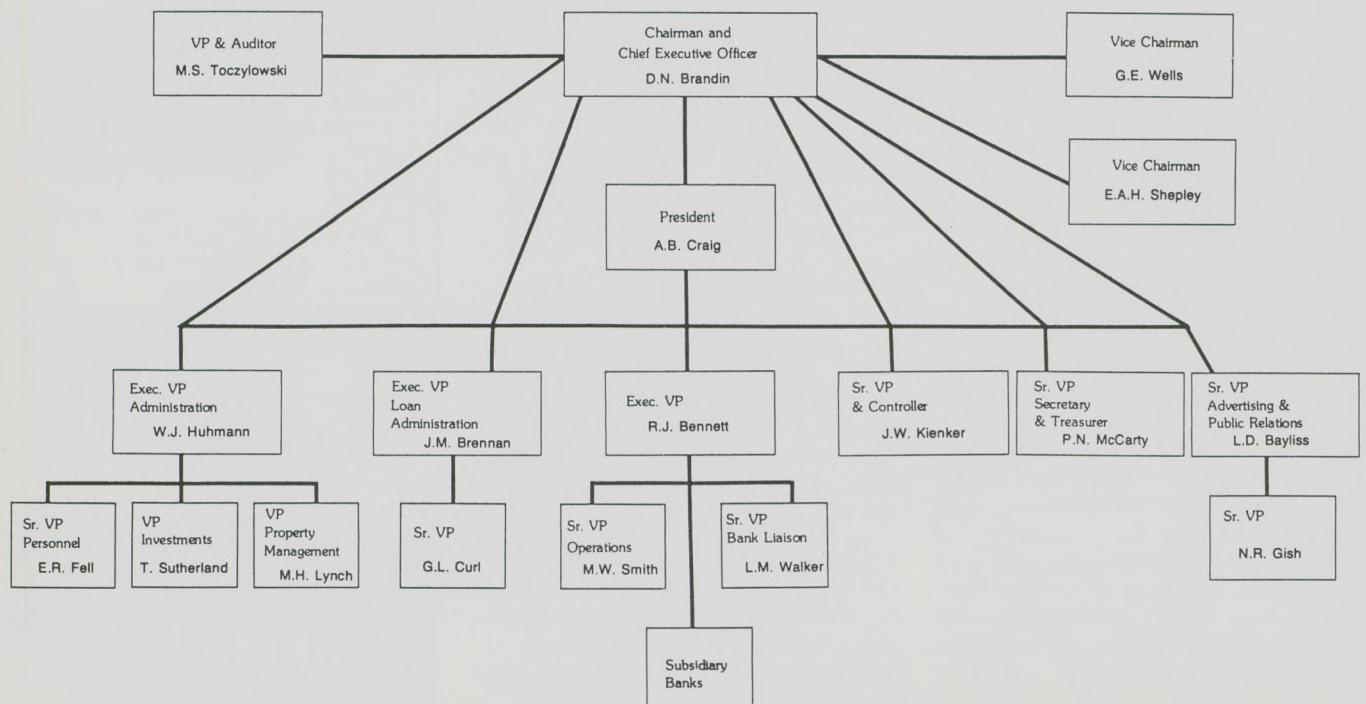 VP & Auditor
M.S. Toczylowski
Chairman and
Chief Executive Officer
D.N. Brandin
Vice Chairman
G.E. Wells
Vice Chairman
E.A.H. Shepley
President
A.B. Craig
Exec. VP
Administration
W.J. Huhmann
Exec. VP
Loan
Administration
J.M. Brennan
Exec. VP
R.J. Bennett
Sr. VP
& Controller
J.W. Kienker
Sr. VP
Secretary
& Treasurer
P.N. McCarty
Sr. VP
Advertising &
Public Relations
L.D. Bayliss
Sr. VP
Personnel
E.R. Fell
VP
Investments
T. Sutherland
VP
Property
Management
M.H. Lynch
Sr. VP
G.L. Curl
Sr. VP
Operations
M.W. Smith
Sr. VP
Bank Liaison
L.M. Walker
Sr. VP
N.R. Gish
Subsidiary
Banks